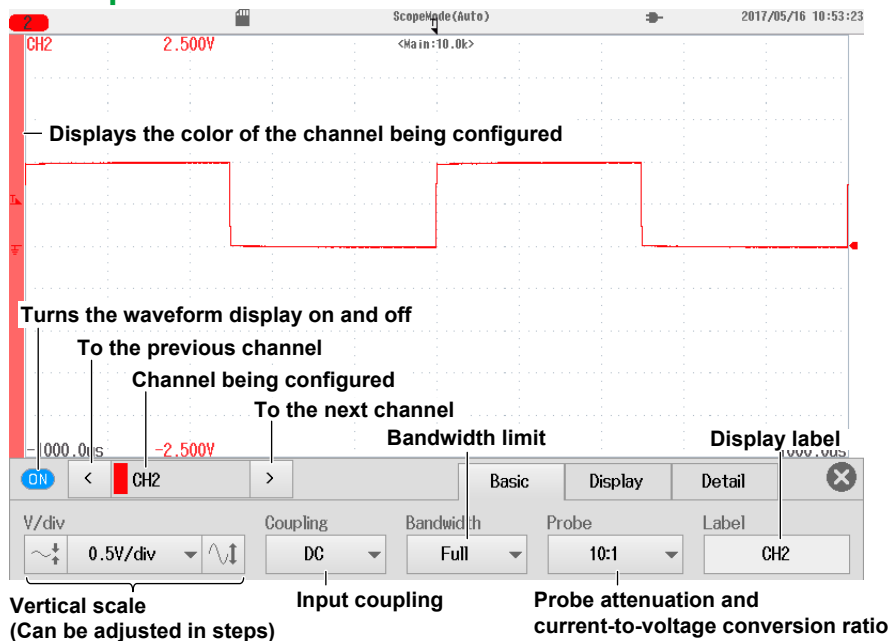 2 ScopeMode(Auto) 2017/05/16 10:53:23
CH2 2.500V <Main:10.0k>
Displays the color of the channel being configured
T
Turns the waveform display on and off
To the previous channel
Channel being configured
To the next channel
Bandwidth limit
Display label
-1000.0us -2.500V 1000.0us
ON < CH2 > Basic Display Detail
V/div Coupling Bandwidth Probe Label
0.5V/div DC Full 10:1 CH2
Vertical scale
(Can be adjusted in steps)
Input coupling
Probe attenuation and
current-to-voltage conversion ratio